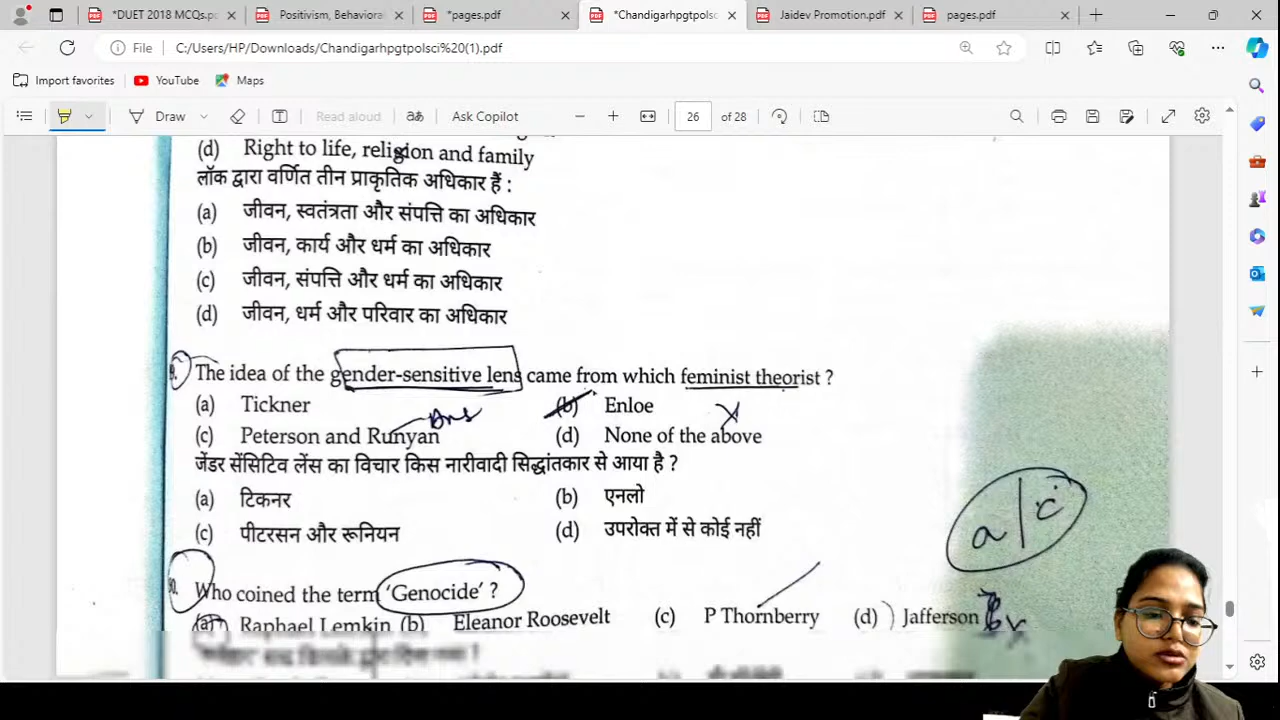 *DUET 2018 MCQs.p
Positivism, Behaviora
*pages.pdf
*Chandigarhpgtpolsc
Jaidev Promotion.pdf
pages.pdf
File
C:/Users/HP/Downloads/Chandigarhpgtpolsci%20(1).pdf
Import favorites
YouTube
Maps
Draw
Read aloud
Ask Copilot
26 of 28
(d) Right to life, religion and family
लॉक द्वारा वर्णित तीन प्राकृतिक अधिकार हैं :
(a) जीवन, स्वतंत्रता और संपत्ति का अधिकार
(b) जीवन, कार्य और धर्म का अधिकार
(c) जीवन, संपत्ति और धर्म का अधिकार
(d) जीवन, धर्म और परिवार का अधिकार
The idea of the gender-sensitive lens came from which feminist theorist ?
(a) Tickner (b) Enloe
Ans
(c) Peterson and Runyan (d) None of the above
जेंडर सेंसिटिव लेंस का विचार किस नारीवादी सिद्धांतकार से आया है ?
(a) टिकनर (b) एनलो
(c) पीटरसन और रूनियन (d) उपरोक्त में से कोई नहीं
a/c
Who coined the term 'Genocide' ?
(a) Raphael Lemkin (b) Eleanor Roosevelt (c) P Thornberry (d) Jafferson